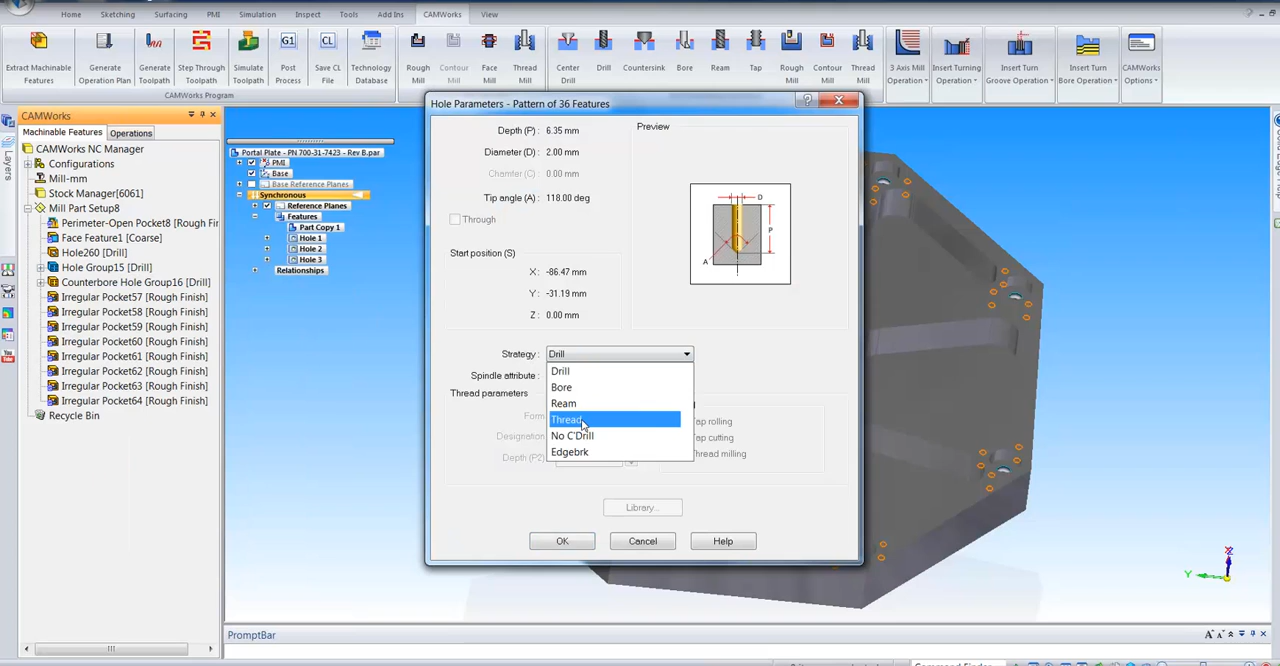 Home Sketching Surfacing PMI Simulation Inspect Tools Add Ins CAMWorks View
Extract Machinable Features
Generate Operation Plan
Generate Toolpath
Step Through Toolpath
Simulate Toolpath
G1 Post Process
CL Save CL File
Technology Database
Rough Mill
Contour Mill
Face Mill
Thread Mill
Center Drill
Drill
Countersink
Bore
Ream
Tap
Rough Mill
Contour Mill
Thread Mill
3 Axis Mill Operation
Insert Turning Operation
Insert Turn Groove Operation
Insert Turn Bore Operation
CAMWorks Options
CAMWorks Program
CAMWorks
Machinable Features Operations
CAMWorks NC Manager
Configurations
Mill-mm
Stock Manager[6061]
Mill Part Setup8
Perimeter-Open Pocket8 [Rough Fin
Face Feature1 [Coarse]
Hole260 [Drill]
Hole Group15 [Drill]
Counterbore Hole Group16 [Drill]
Irregular Pocket57 [Rough Finish]
Irregular Pocket58 [Rough Finish]
Irregular Pocket59 [Rough Finish]
Irregular Pocket60 [Rough Finish]
Irregular Pocket61 [Rough Finish]
Irregular Pocket62 [Rough Finish]
Irregular Pocket63 [Rough Finish]
Irregular Pocket64 [Rough Finish]
Recycle Bin
Layers
You Tube
Portal Plate - PN 700-31-7423 - Rev B.par
PMI
Base
Base Reference Planes
Synchronous
Reference Planes
Features
Part Copy 1
Hole 1
Hole 2
Hole 3
Relationships
Hole Parameters - Pattern of 36 Features
Depth (P) : 6.35 mm
Diameter (D) : 2.00 mm
Chamfer (C) : 0.00 mm
Tip angle (A) : 118.00 deg
Through
Start position (S)
X: -86.47 mm
Y: -31.19 mm
Z: 0.00 mm
Preview
D
P
A
Strategy : Drill
Drill
Bore
Ream
Thread
No C'Drill
Edgebrk
Spindle attribute :
Thread parameters
Form
Designation
Depth (P2)
Tap rolling
Tap cutting
Thread milling
Library...
OK Cancel Help
Y
PromptBar